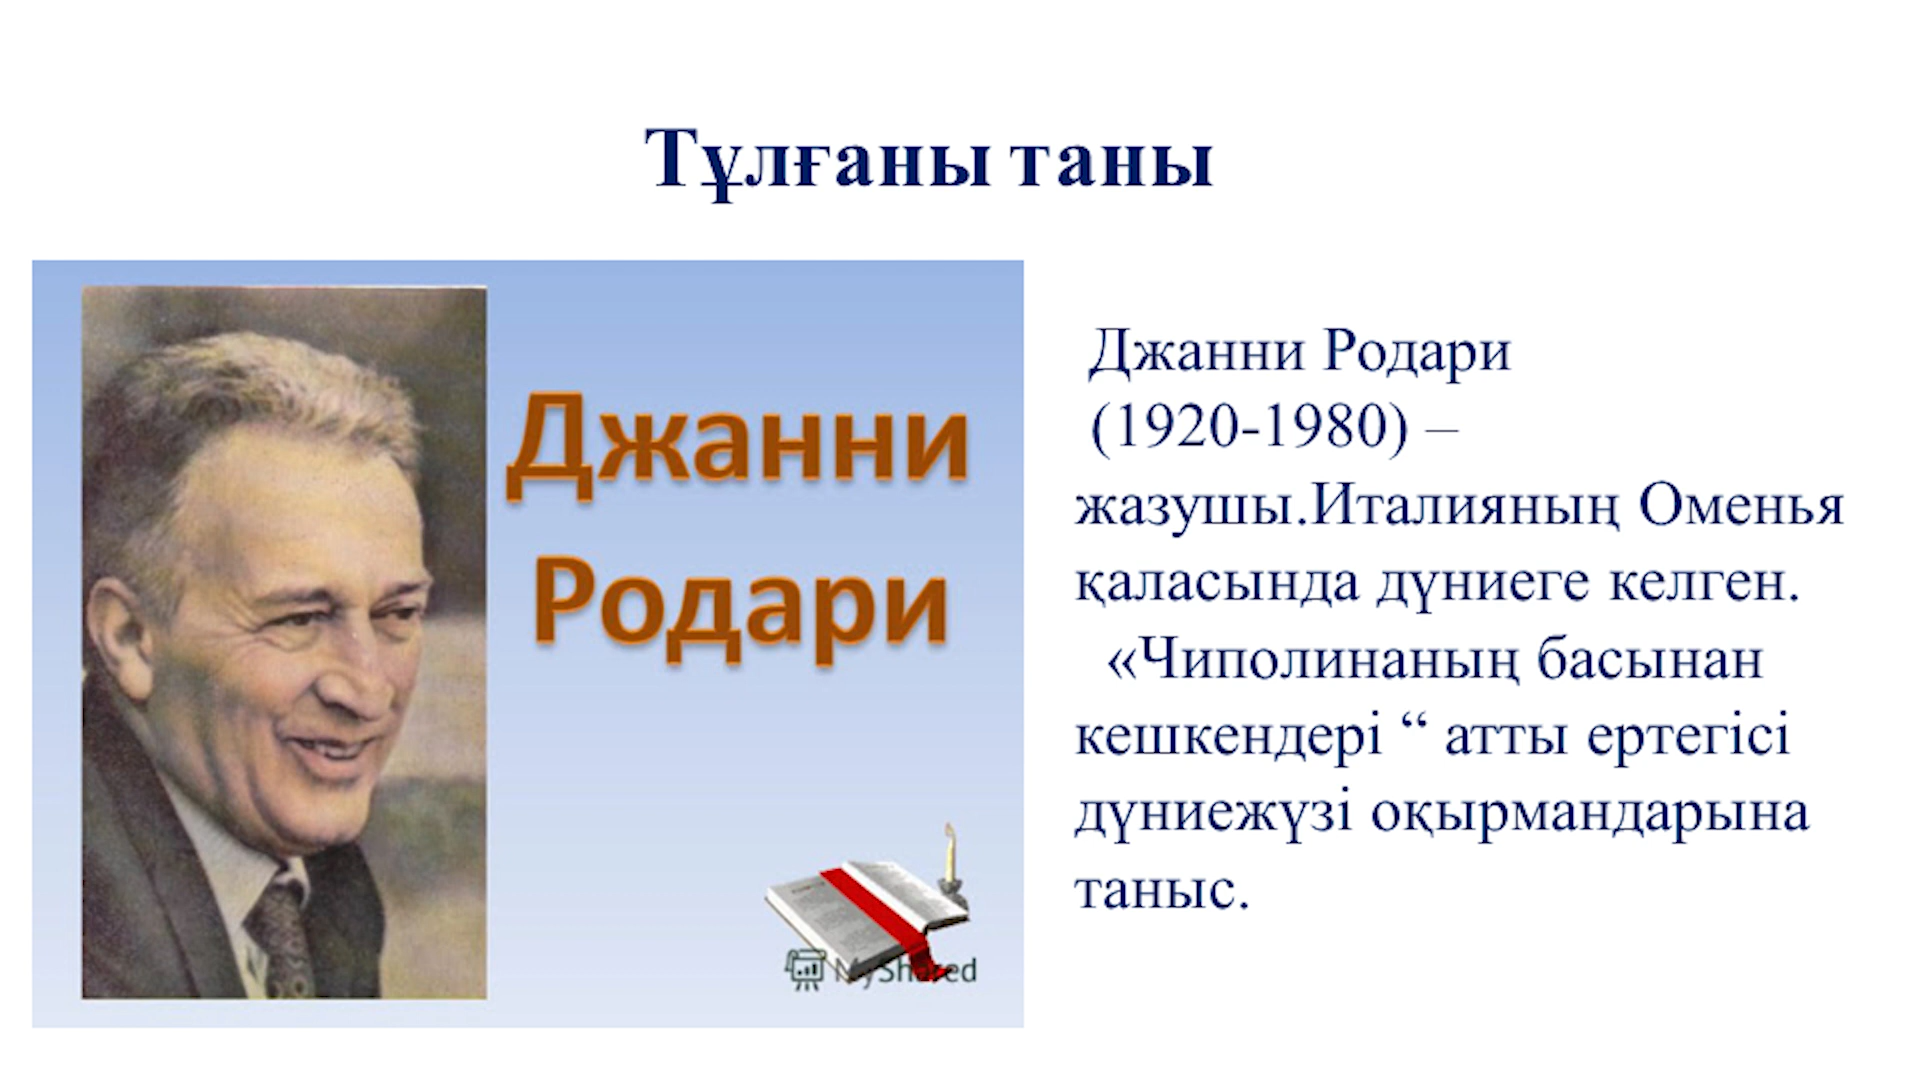 Тұлғаны таны
Джанни
Родари
MyShared
Джанни Родари
(1920-1980) –
жазушы.Италияның Оменья
қаласында дүниеге келген.
«Чиполинаның басынан
кешкендері “ атты ертегісі
дүниежүзі оқырмандарына
таныс.